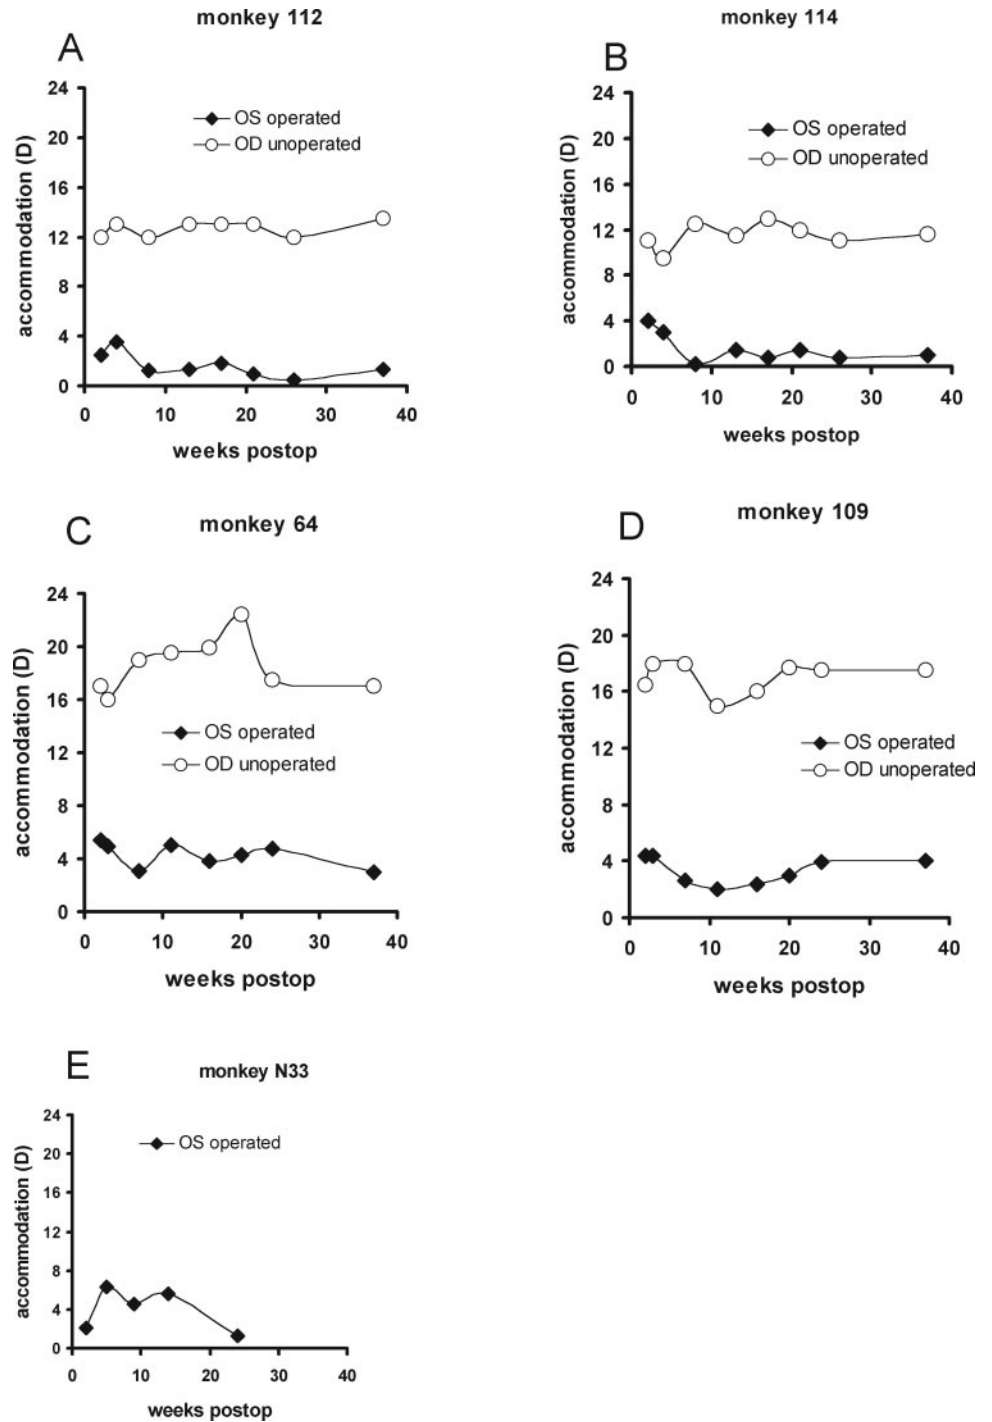 monkey 112
A
24
20
16
12
8
4
0
accommodation (D)
OS operated
OD unoperated
0 10 20 30 40
weeks postop
monkey 114
B
24
20
16
12
8
4
0
accommodation (D)
OS operated
OD unoperated
0 10 20 30 40
weeks postop
monkey 64
C
24
20
16
12
8
4
0
accommodation (D)
OS operated
OD unoperated
0 10 20 30 40
weeks postop
monkey 109
D
24
20
16
12
8
4
0
accommodation (D)
OS operated
OD unoperated
0 10 20 30 40
weeks postop
monkey N33
E
24
20
16
12
8
4
0
accommodation (D)
OS operated
0 10 20 30 40
weeks postop